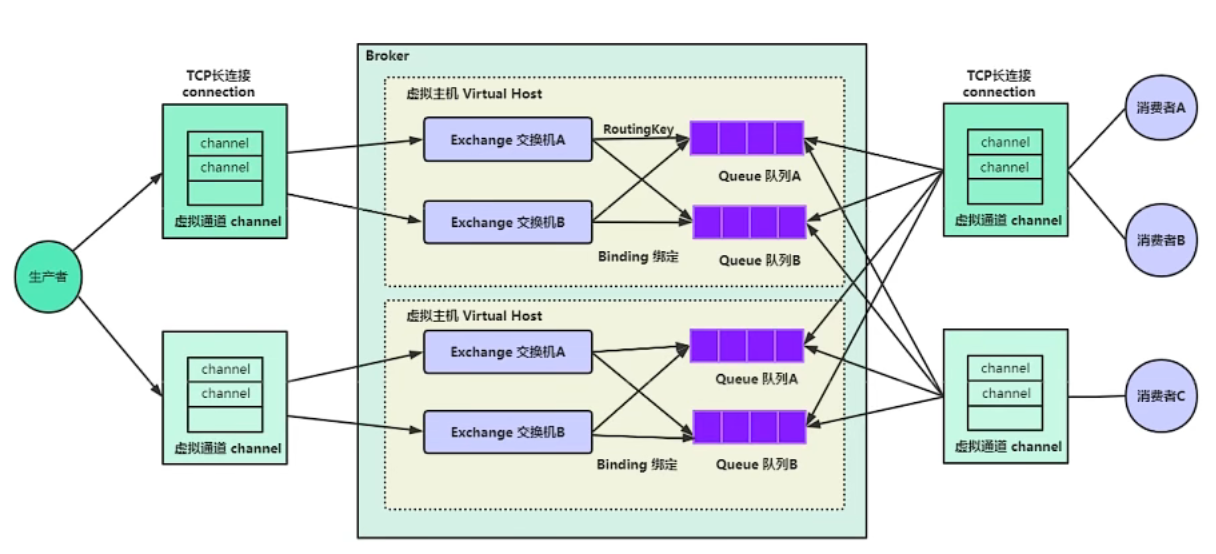 Broker
TCP长连接
connection
channel
channel
虚拟通道 channel
生产者
channel
channel
虚拟通道 channel
虚拟主机 Virtual Host
Exchange 交换机A
RoutingKey
Queue 队列A
Exchange 交换机B
Binding 绑定
Queue 队列B
虚拟主机 Virtual Host
Exchange 交换机A
Queue 队列A
Exchange 交换机B
Binding 绑定
Queue 队列B
TCP长连接
connection
channel
channel
虚拟通道 channel
channel
channel
虚拟通道 channel
消费者A
消费者B
消费者C